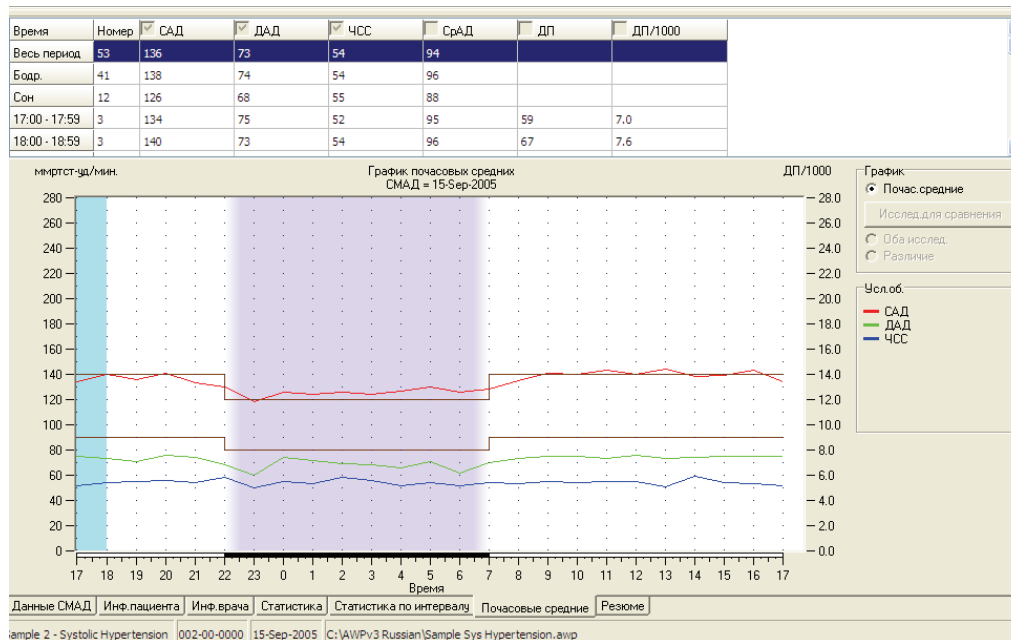 Время Номер САД ДАД ЧСС СрАД ДП ДП/1000
Весь период 53 136 73 54 94
Бодр. 41 138 74 54 96
Сон 12 126 68 55 88
17:00 - 17:59 3 134 75 52 95 59 7.0
18:00 - 18:59 3 140 73 54 96 67 7.6
ммртст-уд/мин. График почасовых средних ДП/1000
СМАД = 15-Sep-2005
280 28.0
260 26.0
240 24.0
220 22.0
200 20.0
180 18.0
160 16.0
140 14.0
120 12.0
100 10.0
80 8.0
60 6.0
40 4.0
20 2.0
0 0.0
17 18 19 20 21 22 23 0 1 2 3 4 5 6 7 8 9 10 11 12 13 14 15 16 17
Время
График
Почас.средние
Исслед.для сравнения
Оба исслед.
Различие
Усл.об.
САД
ДАД
ЧСС
Данные СМАД Инф.пациента Инф.врача Статистика Статистика по интервалу Почасовые средние Резюме
ample 2 - Systolic Hypertension 002-00-0000 15-Sep-2005 C:\AWPv3 Russian\Sample Sys Hypertension.awp